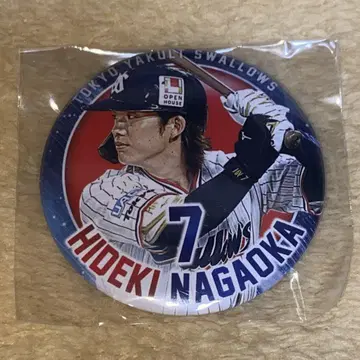 TOKYO YAKULT SWALLOWS
OPEN
HOUSE
7
HIDEKI NAGAOKA